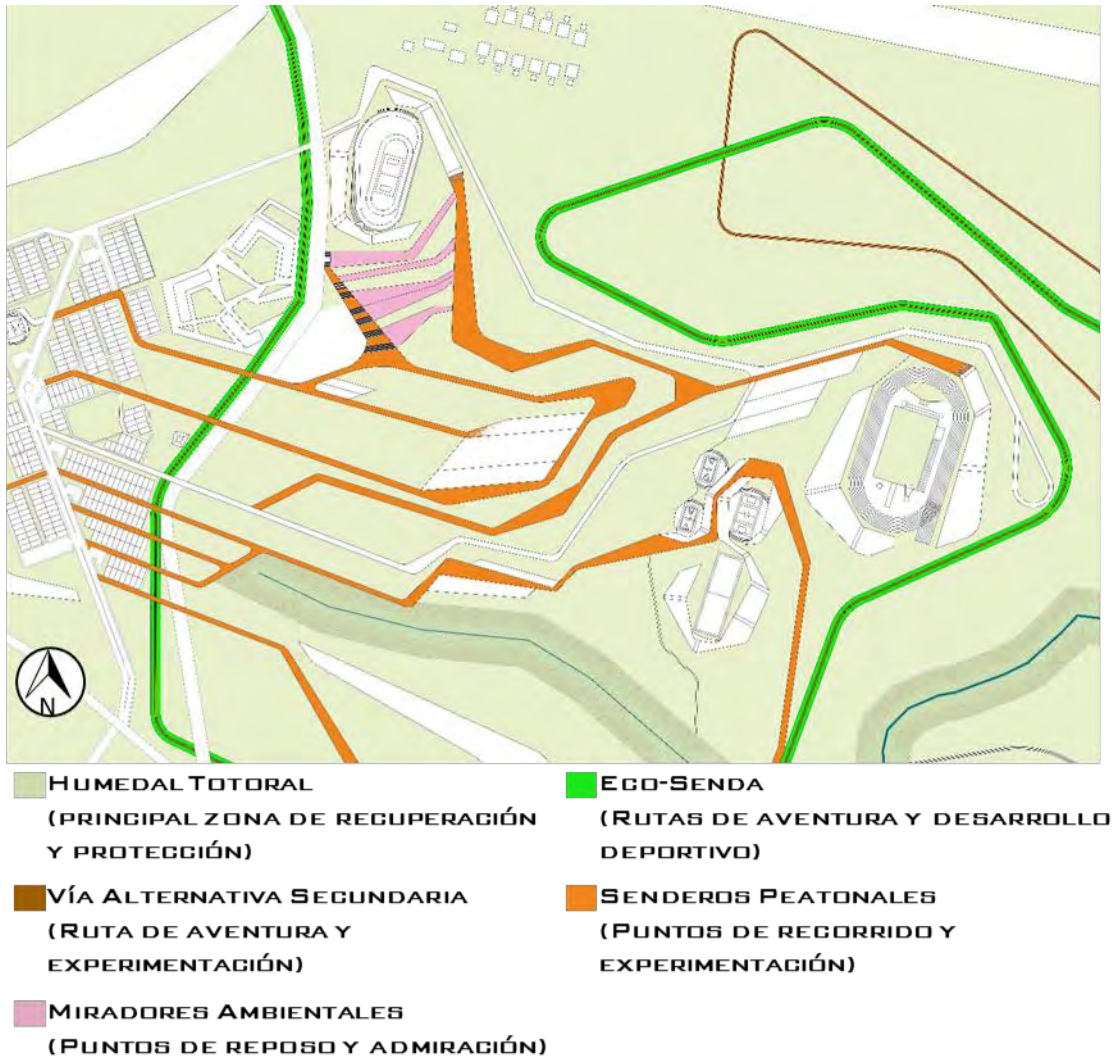 N
HUMEDAL TOTORAL
(PRINCIPAL ZONA DE RECUPERACIÓN
Y PROTECCIÓN)
VÍA ALTERNATIVA SECUNDARIA
(RUTA DE AVENTURA Y
EXPERIMENTACIÓN)
MIRADORES AMBIENTALES
(PUNTOS DE REPOSO Y ADMIRACIÓN)
ECO-SENDA
(RUTAS DE AVENTURA Y DESARROLLO
DEPORTIVO)
SENDEROS PEATONALES
(PUNTOS DE RECORRIDO Y
EXPERIMENTACIÓN)